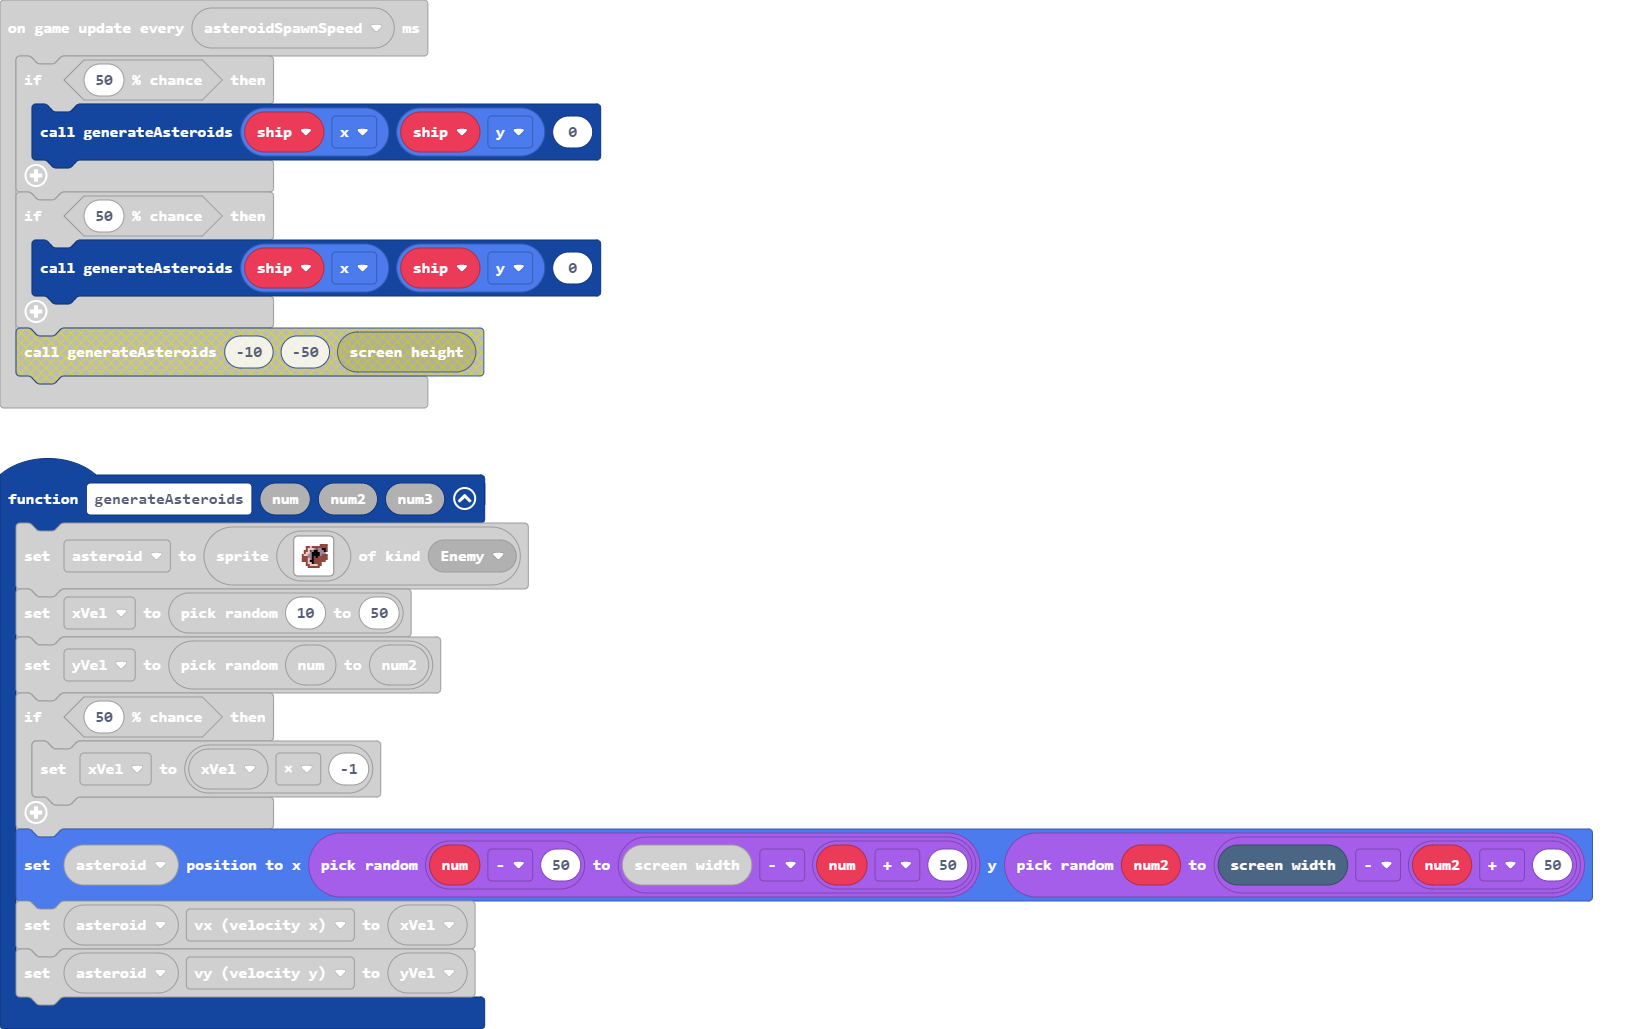 on game update every asteroidSpawnSpeed ms
if 50 % chance then
call generateAsteroids ship x ship y 0
if 50 % chance then
call generateAsteroids ship x ship y 0
call generateAsteroids -10 -50 screen height
function generateAsteroids num num2 num3
set asteroid to sprite of kind Enemy
set xVel to pick random 10 to 50
set yVel to pick random num to num2
if 50 % chance then
set xVel to xVel × -1
set asteroid position to x pick random num - 50 to screen width - num + 50 y pick random num2 to screen width - num2 + 50
set asteroid vx (velocity x) to xVel
set asteroid vy (velocity y) to yVel